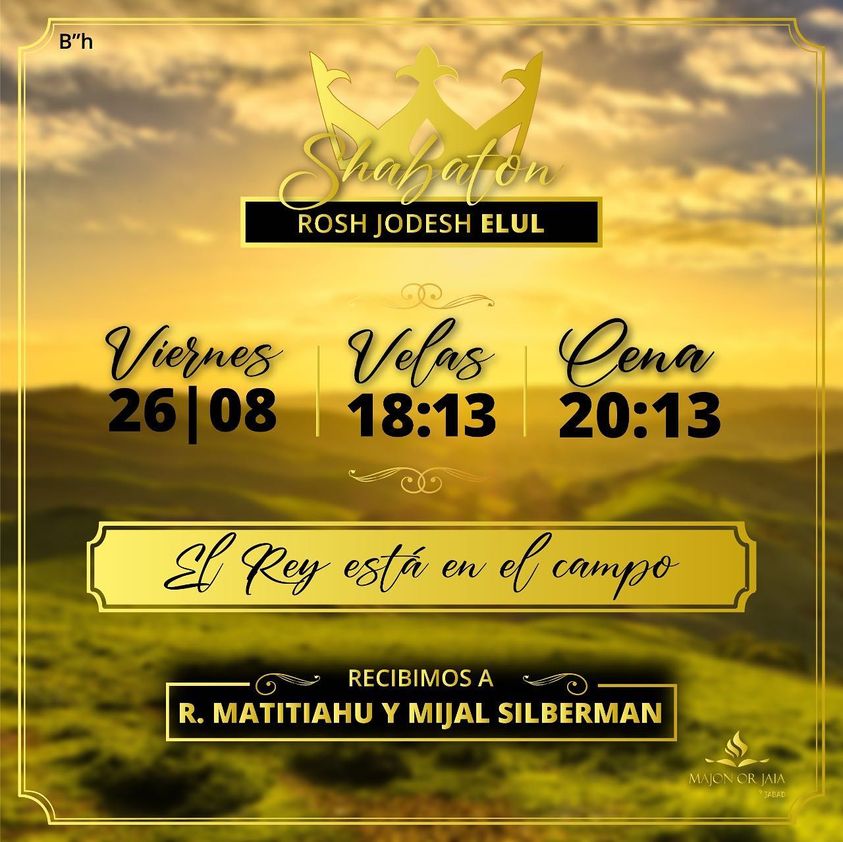 B"h
Shabaton
ROSH JODESH ELUL
Viernes
26|08
Velas
18:13
Cena
20:13
El Rey está en el campo
RECIBIMOS A
R. MATITIAHU Y MIJAL SILBERMAN
MAJON OR JAIA
JABAD